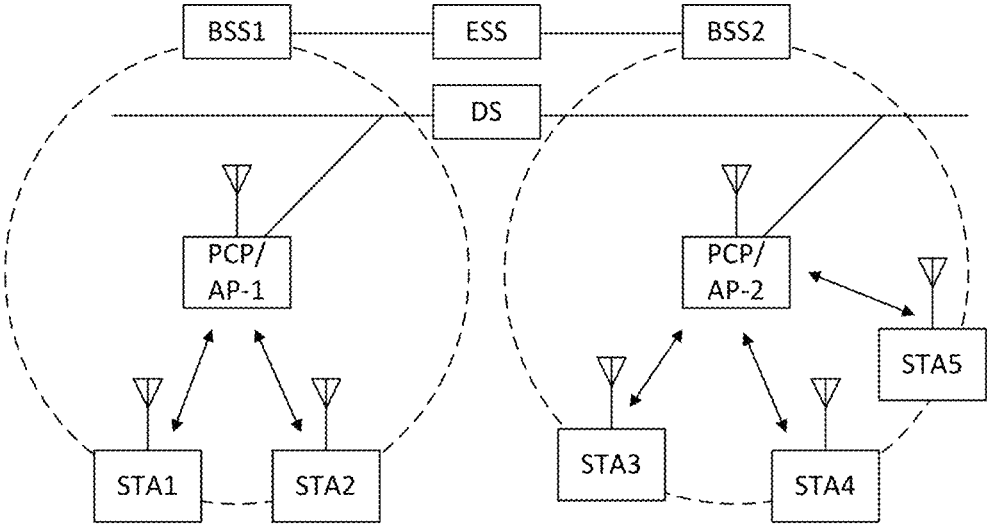 BSS1
ESS
BSS2
DS
PCP/
AP-1
PCP/
AP-2
STA5
STA3
STA1
STA2
STA4